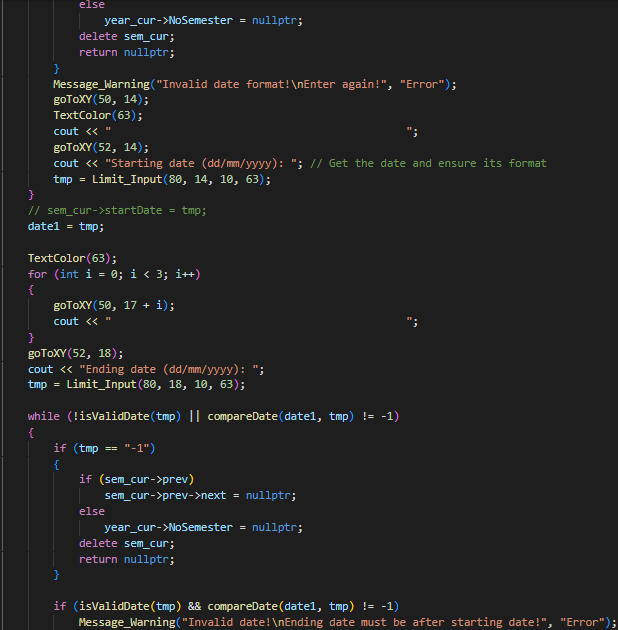 else
year_cur->NoSemester = nullptr;
delete sem_cur;
return nullptr;
}
Message_Warning("Invalid date format!\nEnter again!", "Error");
goToXY(50, 14);
TextColor(63);
cout << "                                              ";
goToXY(52, 14);
cout << "Starting date (dd/mm/yyyy): "; // Get the date and ensure its format
tmp = Limit_Input(80, 14, 10, 63);
}
// sem_cur->startDate = tmp;
date1 = tmp;
TextColor(63);
for (int i = 0; i < 3; i++)
{
goToXY(50, 17 + i);
cout << "                                              ";
}
goToXY(52, 18);
cout << "Ending date (dd/mm/yyyy): ";
tmp = Limit_Input(80, 18, 10, 63);
while (!isValidDate(tmp) || compareDate(date1, tmp) != -1)
{
if (tmp == "-1")
{
if (sem_cur->prev)
sem_cur->prev->next = nullptr;
else
year_cur->NoSemester = nullptr;
delete sem_cur;
return nullptr;
}
if (isValidDate(tmp) && compareDate(date1, tmp) != -1)
Message_Warning("Invalid date!\nEnding date must be after starting date!", "Error");